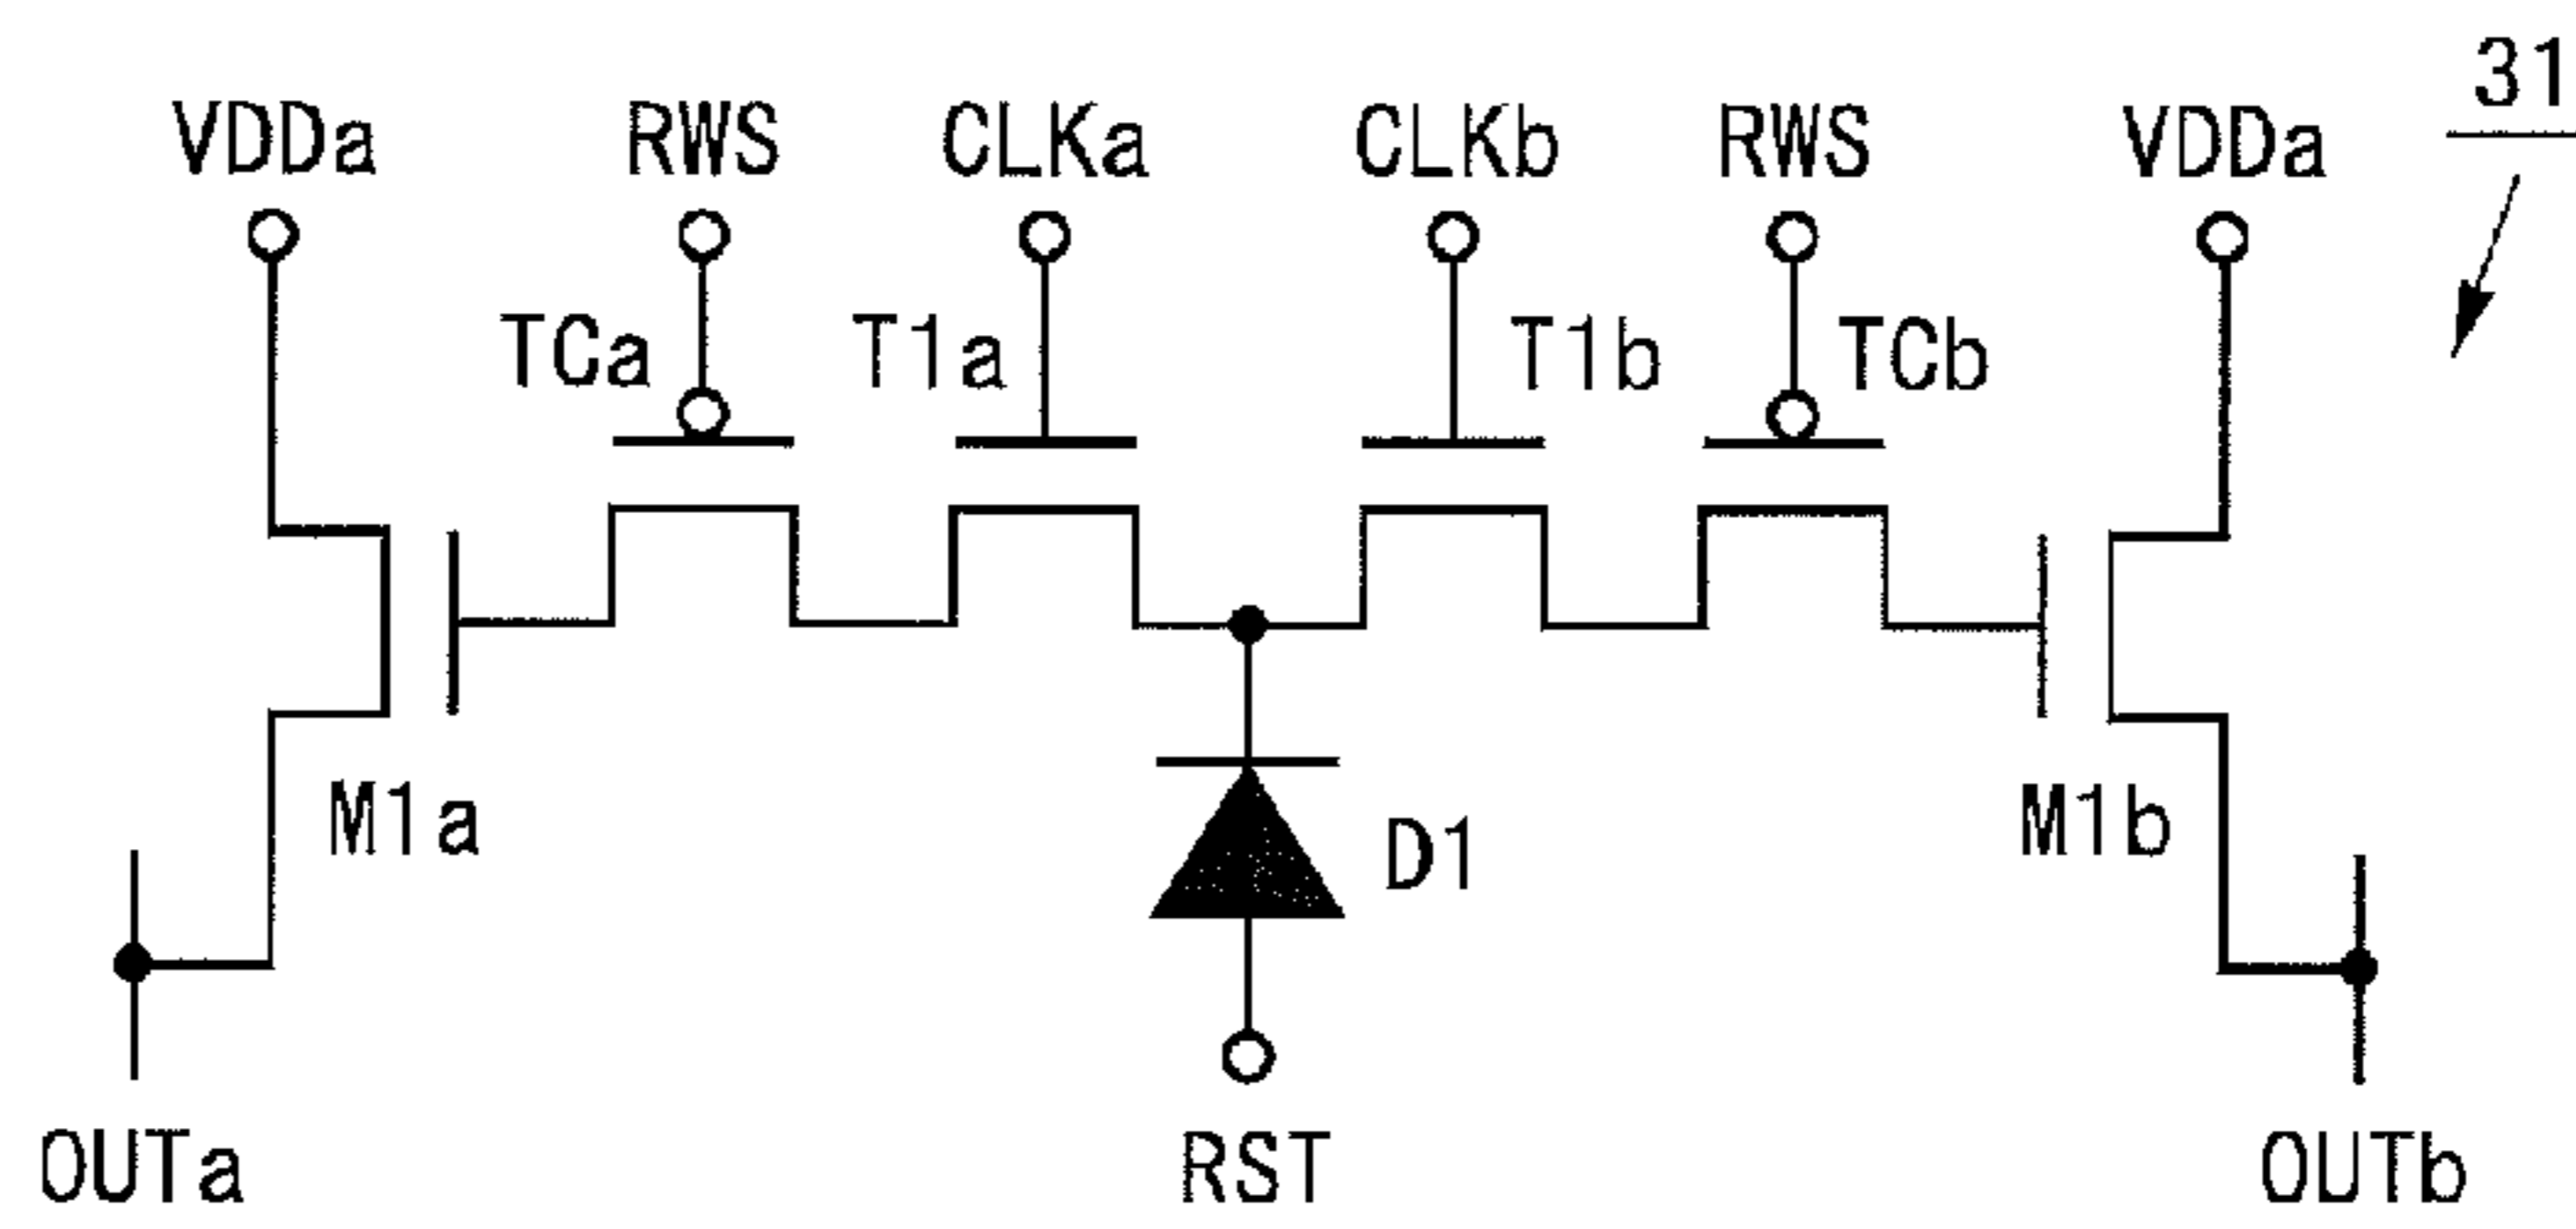 31
VDDa RWS CLKa CLKb RWS VDDa
TCa T1a T1b TCb
M1a D1 M1b
OUTa RST OUTb